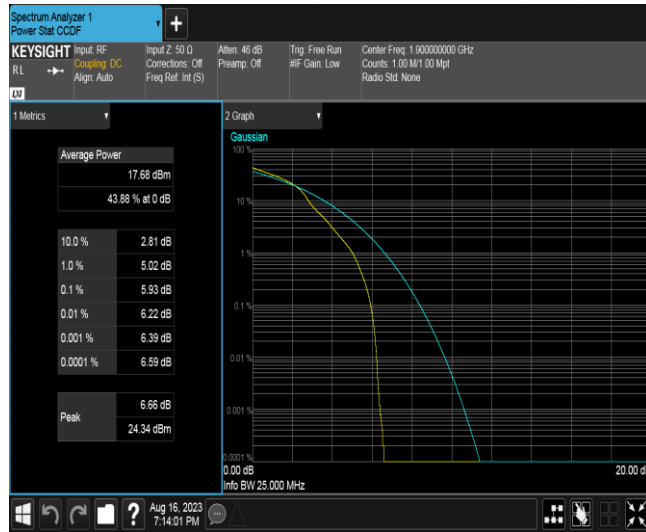 Spectrum Analyzer 1
Power Stat CCDF
+
KEYSIGHT
RL
LXI
Input: RF
Coupling: DC
Align: Auto
Input Z: 50 Ω
Corrections: Off
Freq Ref: Int (S)
Atten: 46 dB
Preamp: Off
Trig: Free Run
#IF Gain: Low
Center Freq: 1.900000000 GHz
Counts: 1.00 M/1.00 Mpt
Radio Std: None
1 Metrics
Average Power
17.68 dBm
43.88 % at 0 dB
10.0 % 2.81 dB
1.0 % 5.02 dB
0.1 % 5.93 dB
0.01 % 6.22 dB
0.001 % 6.39 dB
0.0001 % 6.59 dB
Peak
6.66 dB
24.34 dBm
2 Graph
Gaussian
100 %
10 %
1 %
0.1 %
0.01 %
0.001 %
0.0001 %
0.00 dB
20.00 d
Info BW 25.000 MHz
?
Aug 16, 2023
7:14:01 PM